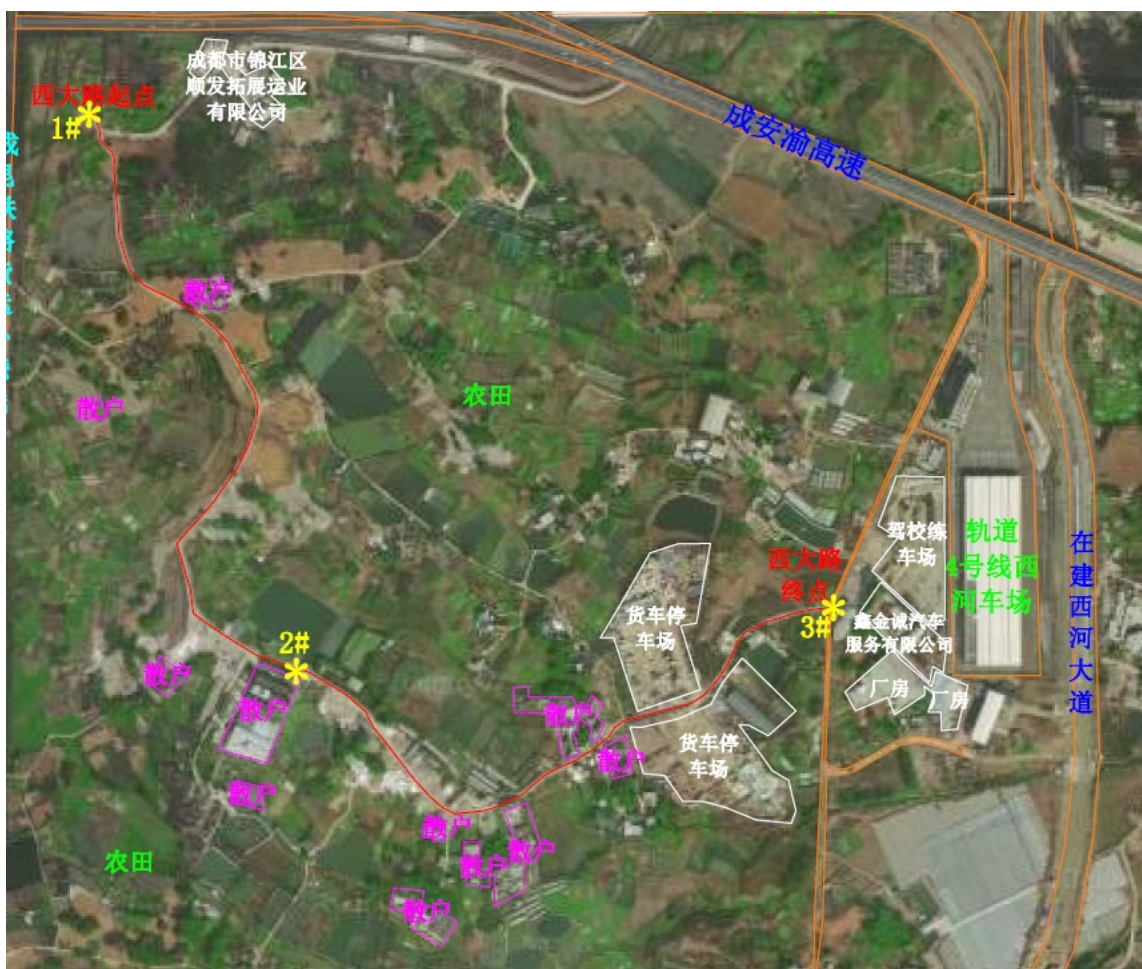 成都市锦江区
顺发拓展运业
有限公司
西大路起点
1#
成安渝高速
散户
农田
散户
驾校练
车场
轨道
4号线西
河车场
在建西河大道
西大路
终点
3#
货车停
车场
鑫金诚汽车
服务有限公司
2#
散户
散户
厂房
厂房
散户
货车停
车场
散户
散户
散户
散户
散户
农田
散户